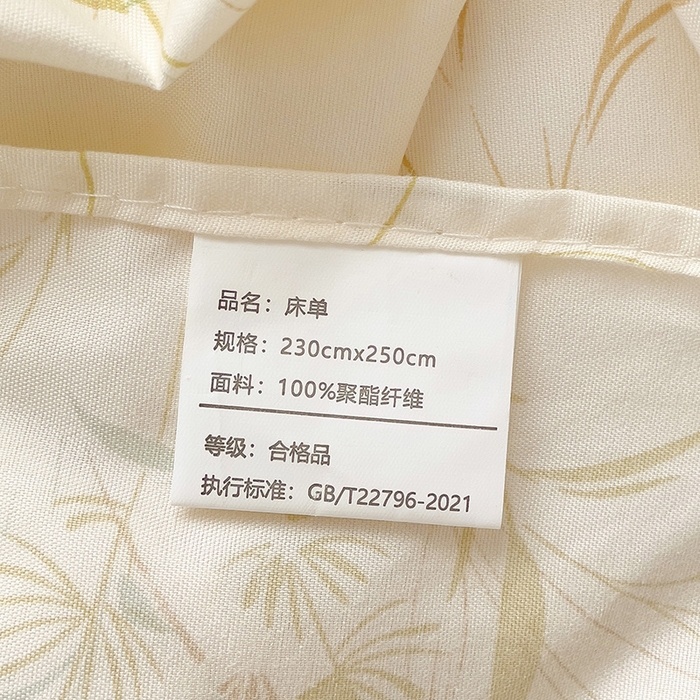 品名：床单
规格：230cmx250cm
面料：100%聚酯纤维
等级：合格品
执行标准：GB/T22796-2021